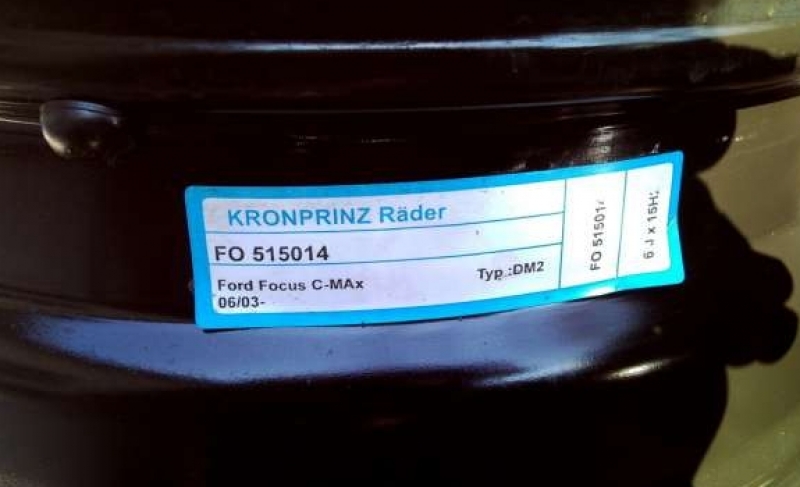 KRONPRINZ Räder
FO 515014
Ford Focus C-MAx
Typ.:DM2
06/03-
FO 51501
6 J x 15H2